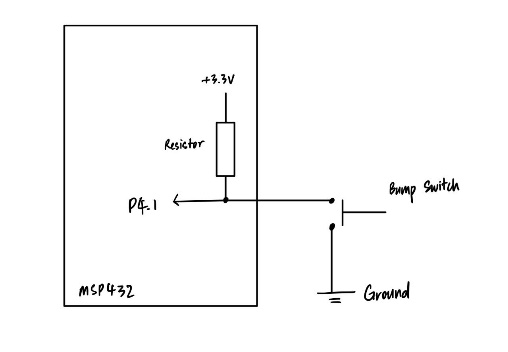 +3.3V
Resistor
P4.1
Bump Switch
MSP432
Ground